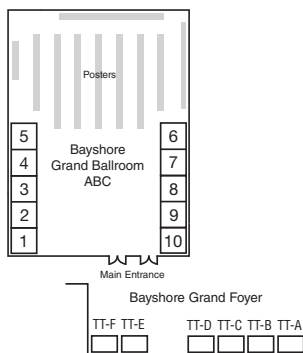 Posters
5 6
Bayshore
Grand Ballroom
ABC
4 7
3 8
2 9
1 10
Main Entrance
Bayshore Grand Foyer
TT-F TT-E TT-D TT-C TT-B TT-A